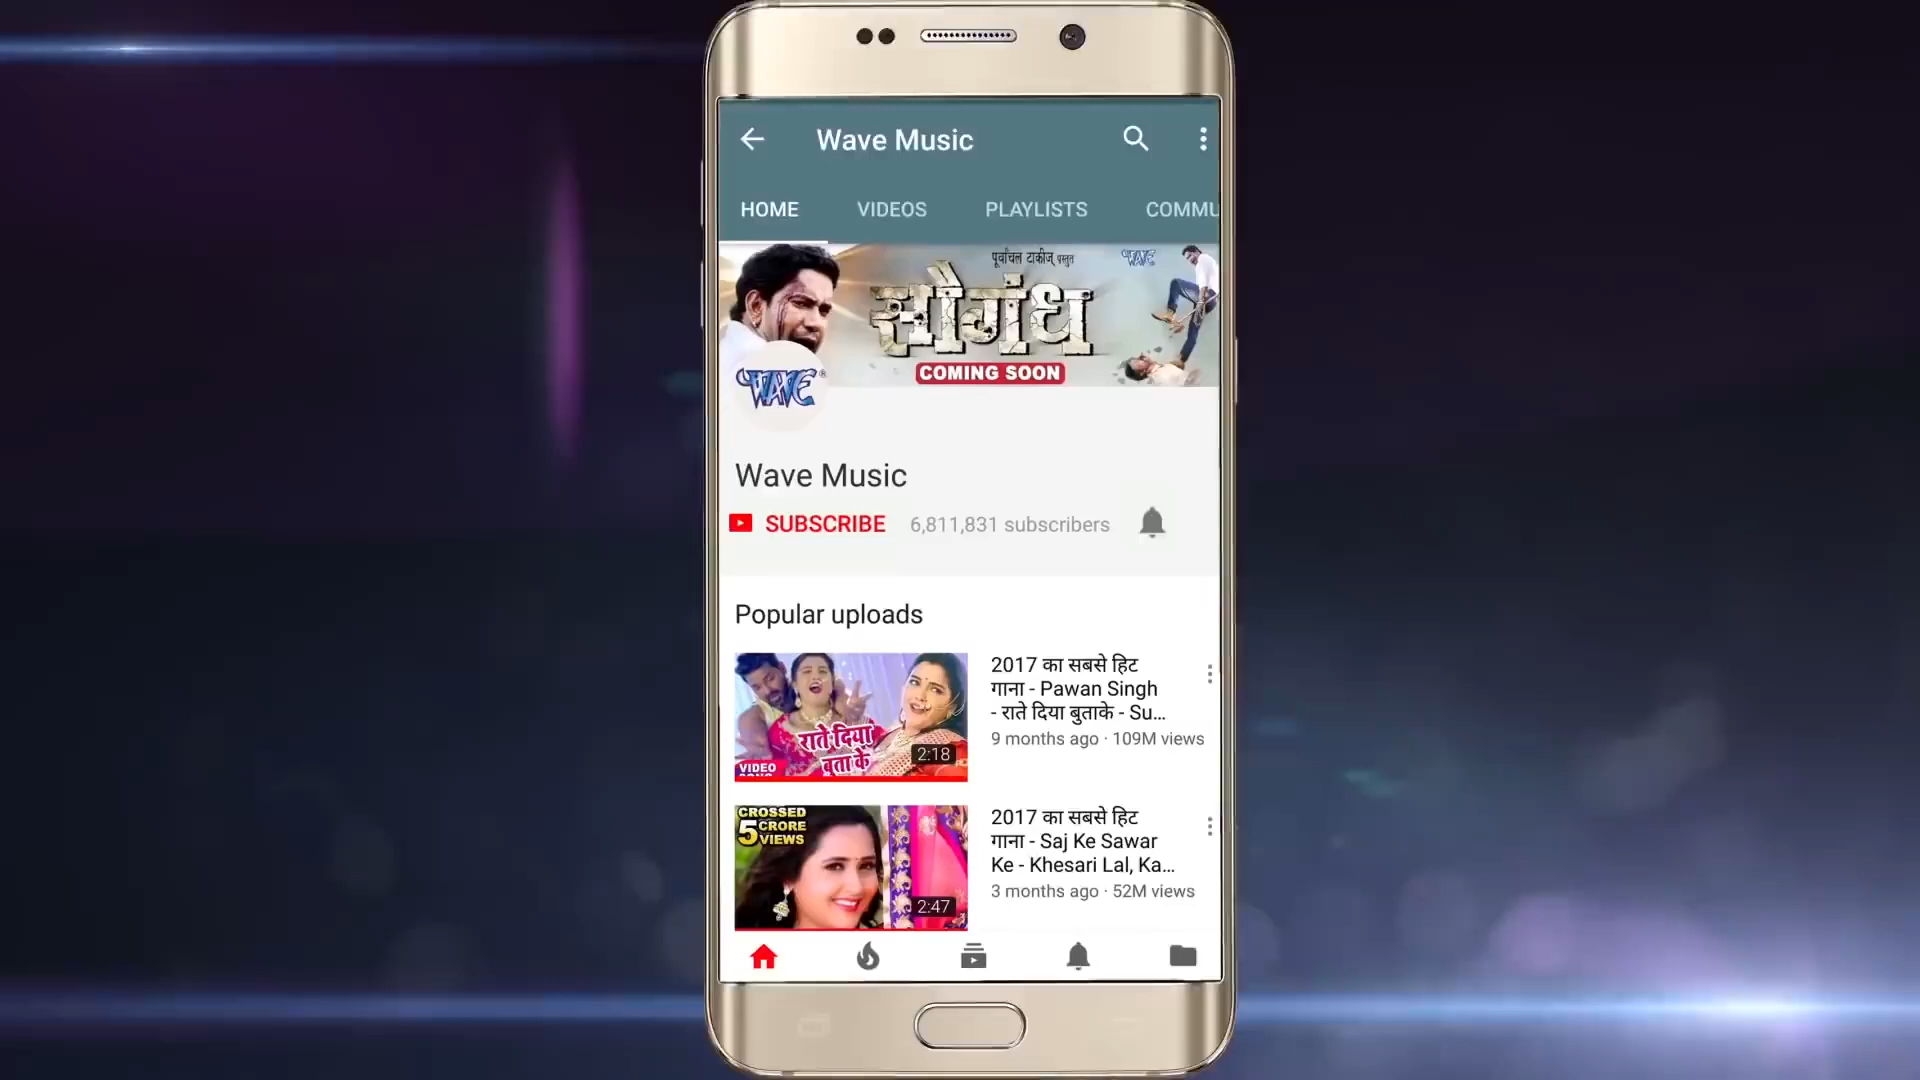 Wave Music
HOME VIDEOS PLAYLISTS COMMU
पूर्वांचल टाकीज् प्रस्तुत
WAVE
सौगंध
COMING SOON
WAVE®
Wave Music
SUBSCRIBE 6,811,831 subscribers
Popular uploads
राते दिया
बुता के
VIDEO
2:18
2017 का सबसे हिट
गाना - Pawan Singh
- राते दिया बुताके - Su...
9 months ago · 109M views
CROSSED
5 CRORE
VIEWS
2:47
2017 का सबसे हिट
गाना - Saj Ke Sawar
Ke - Khesari Lal, Ka...
3 months ago · 52M views